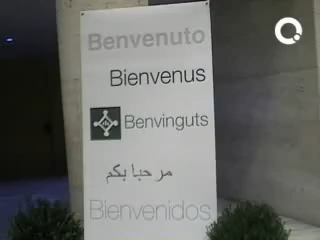 Benvenuto
Bienvenus
Benvinguts
مرحبا بكم
Bienvenidos